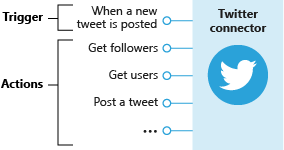 Trigger
When a new
tweet is posted
Twitter
connector
Actions
Get followers
Get users
Post a tweet
...